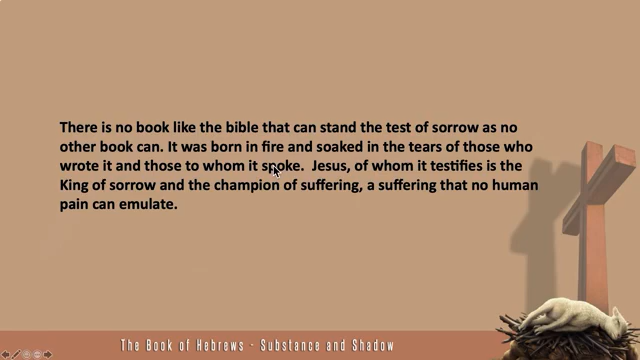 There is no book like the bible that can stand the test of sorrow as no
other book can. It was born in fire and soaked in the tears of those who
wrote it and those to whom it spoke.  Jesus, of whom it testifies is the
King of sorrow and the champion of suffering, a suffering that no human
pain can emulate.
The Book of Hebrews - Substance and Shadow